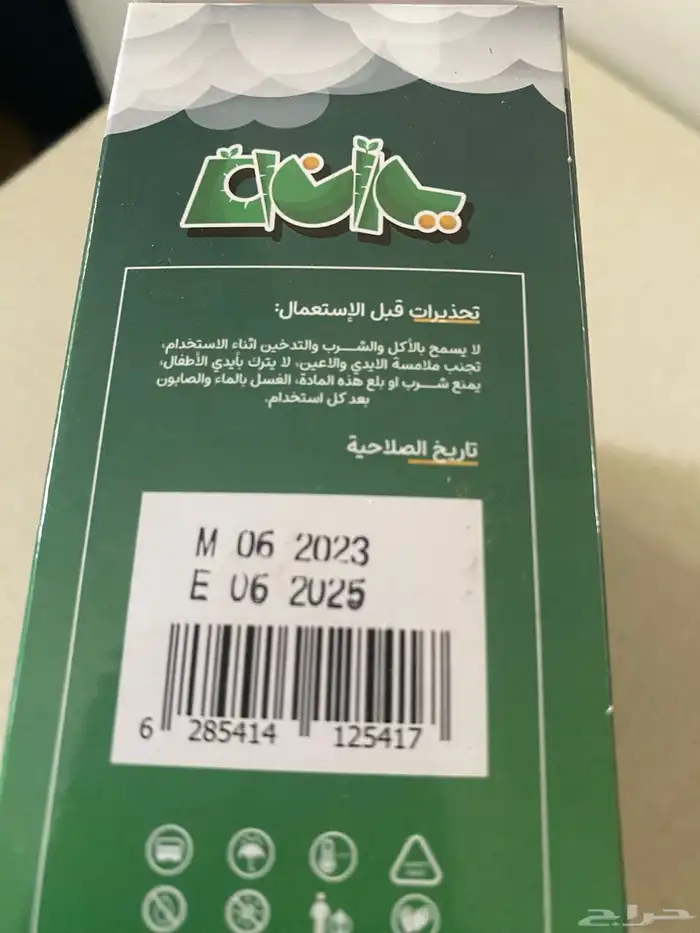 تحذيرات قبل الإستعمال:
لا يسمح بالأكل والشرب والتدخين اثناء الاستخدام،
تجنب ملامسة الايدي والاعين، لا يترك بأيدي الأطفال،
يمنع شرب او بلع هذه المادة، الغسل بالماء والصابون
بعد كل استخدام.
تاريخ الصلاحية
M 06 2023
E 06 2025
6 285414 125417
حراج